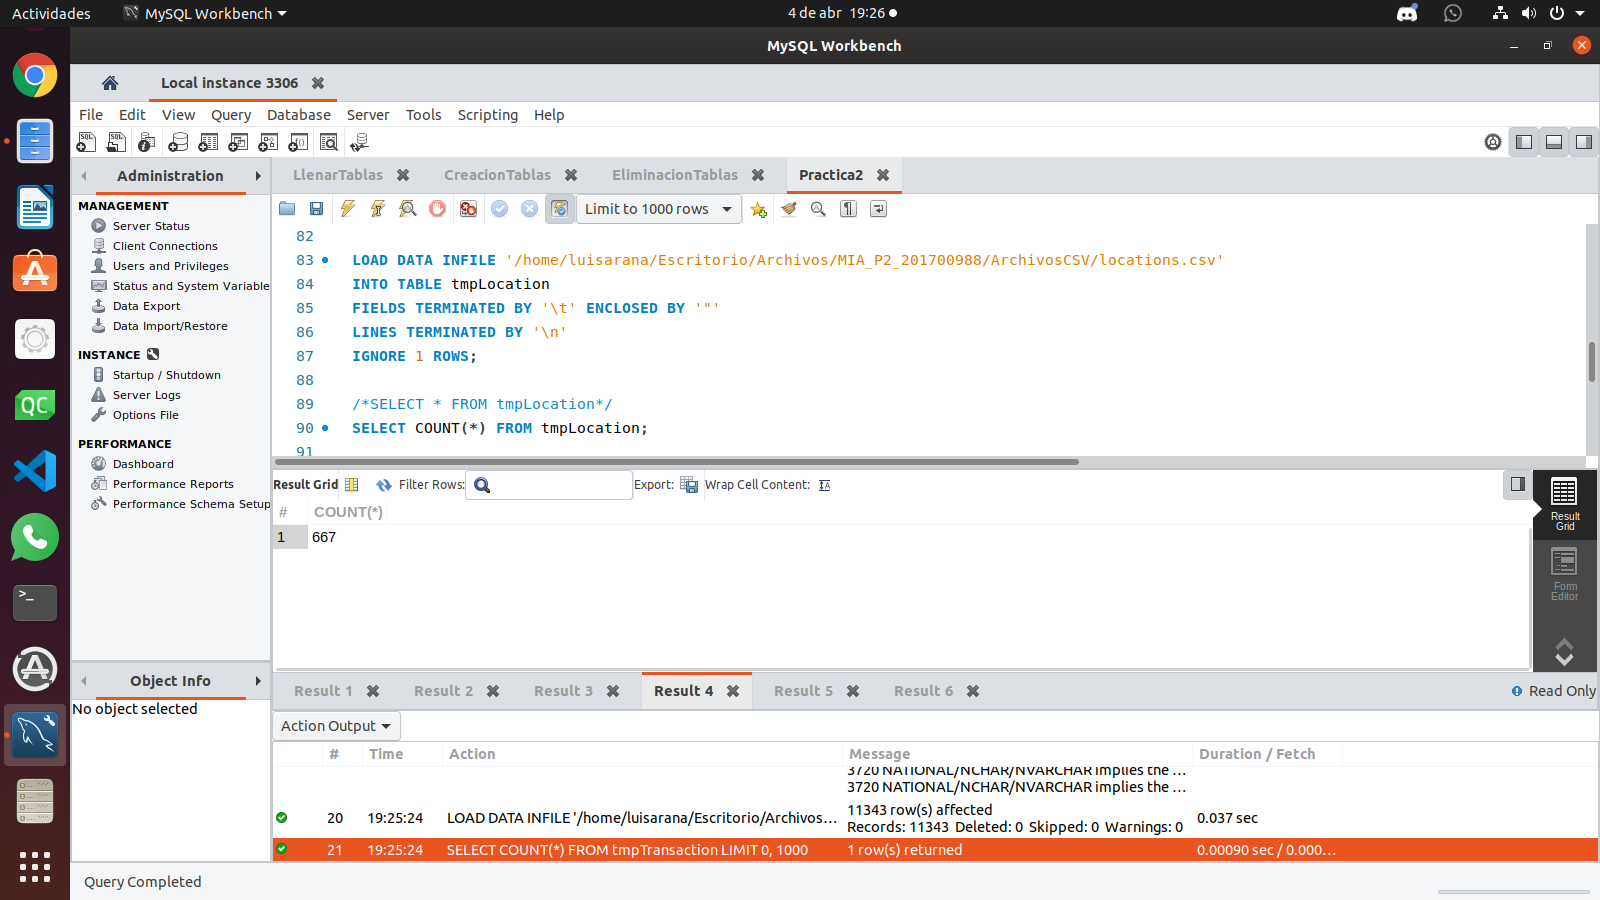 Actividades MySQL Workbench 4 de abr 19:26
MySQL Workbench
Local instance 3306
File Edit View Query Database Server Tools Scripting Help
Administration
MANAGEMENT
Server Status
Client Connections
Users and Privileges
Status and System Variable
Data Export
Data Import/Restore
INSTANCE
Startup / Shutdown
Server Logs
Options File
PERFORMANCE
Dashboard
Performance Reports
Performance Schema Setup
Object Info
No object selected
LlenarTablas CreacionTablas EliminacionTablas Practica2
Limit to 1000 rows
82
83 LOAD DATA INFILE '/home/luisarana/Escritorio/Archivos/MIA_P2_201700988/ArchivosCSV/locations.csv'
84 INTO TABLE tmpLocation
85 FIELDS TERMINATED BY '\t' ENCLOSED BY '"'
86 LINES TERMINATED BY '\n'
87 IGNORE 1 ROWS;
88
89 /*SELECT * FROM tmpLocation*/
90 SELECT COUNT(*) FROM tmpLocation;
91
Result Grid Filter Rows: Export: Wrap Cell Content:
# COUNT(*)
1 667
Result
Grid
Form
Editor
Result 1 Result 2 Result 3 Result 4 Result 5 Result 6 Read Only
Action Output
# Time Action Message Duration / Fetch
3720 NATIONAL/NCHAR/NVARCHAR implies the ...
3720 NATIONAL/NCHAR/NVARCHAR implies the ...
20 19:25:24 LOAD DATA INFILE '/home/luisarana/Escritorio/Archivos... 11343 row(s) affected
Records: 11343 Deleted: 0 Skipped: 0 Warnings: 0 0.037 sec
21 19:25:24 SELECT COUNT(*) FROM tmpTransaction LIMIT 0, 1000 1 row(s) returned 0.00090 sec / 0.000...
Query Completed